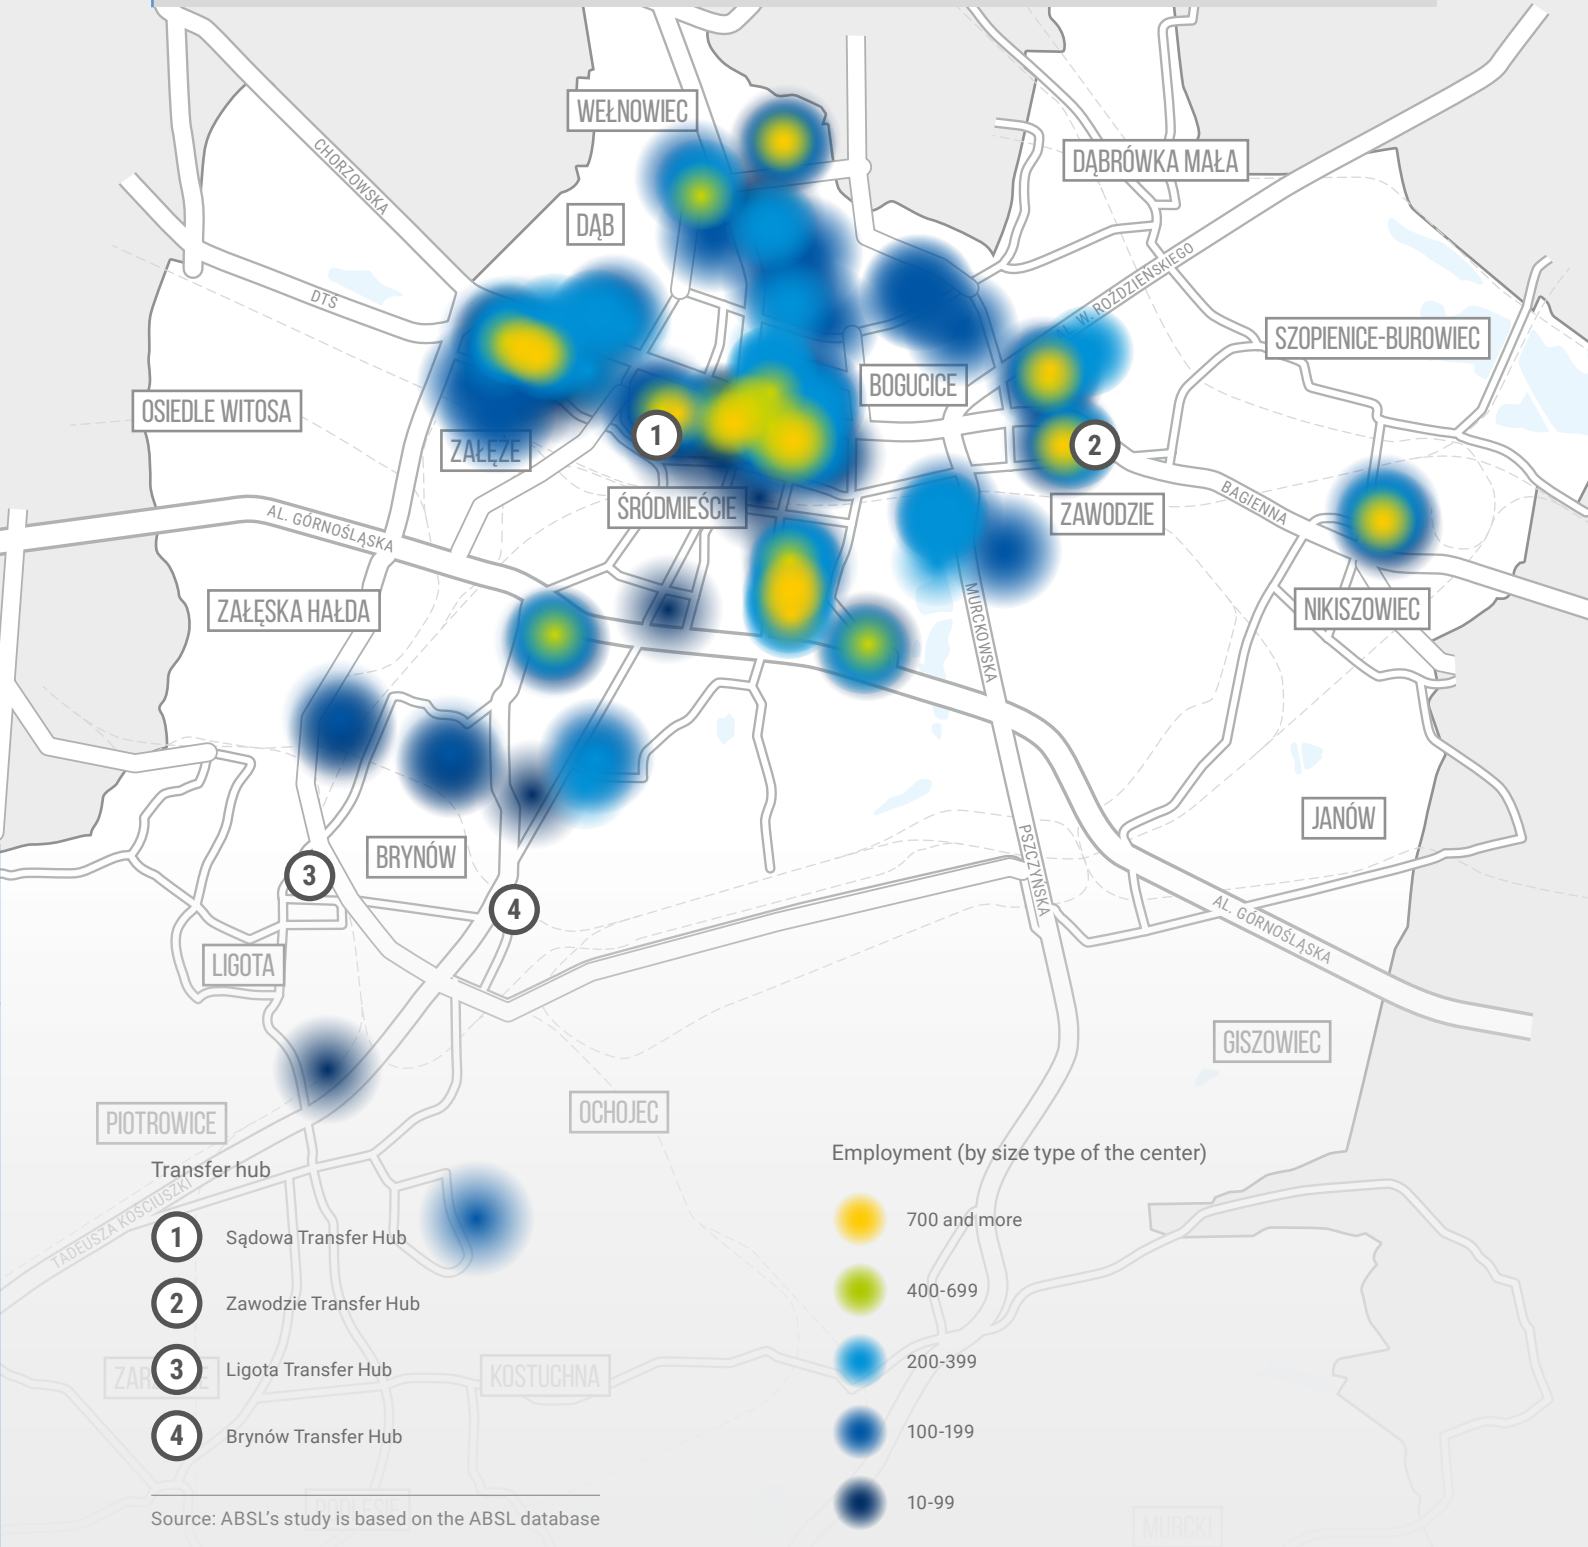 WEŁNOWIEC
DĄBRÓWKA MAŁA
CHORZOWSKA
DĄB
AL. W. ROŹDZIEŃSKIEGO
DTŚ
SZOPIENICE-BUROWIEC
BOGUCICE
OSIEDLE WITOSA
1
2
ZAŁĘŻE
ŚRÓDMIEŚCIE
ZAWODZIE
BAGIENNA
AL. GÓRNOŚLĄSKA
ZAŁĘSKA HAŁDA
NIKISZOWIEC
MURCKOWSKA
JANÓW
BRYNÓW
PSZCZYŃSKA
3
4
AL. GÓRNOŚLĄSKA
LIGOTA
GISZOWIEC
PIOTROWICE
OCHOJEC
TADEUSZA KOŚCIUSZKI
KOSTUCHNA
PODLESIE
MURCKI
Transfer hub
1 Sądowa Transfer Hub
2 Zawodzie Transfer Hub
3 Ligota Transfer Hub
4 Brynów Transfer Hub
Employment (by size type of the center)
700 and more
400-699
200-399
100-199
10-99
Source: ABSL's study is based on the ABSL database